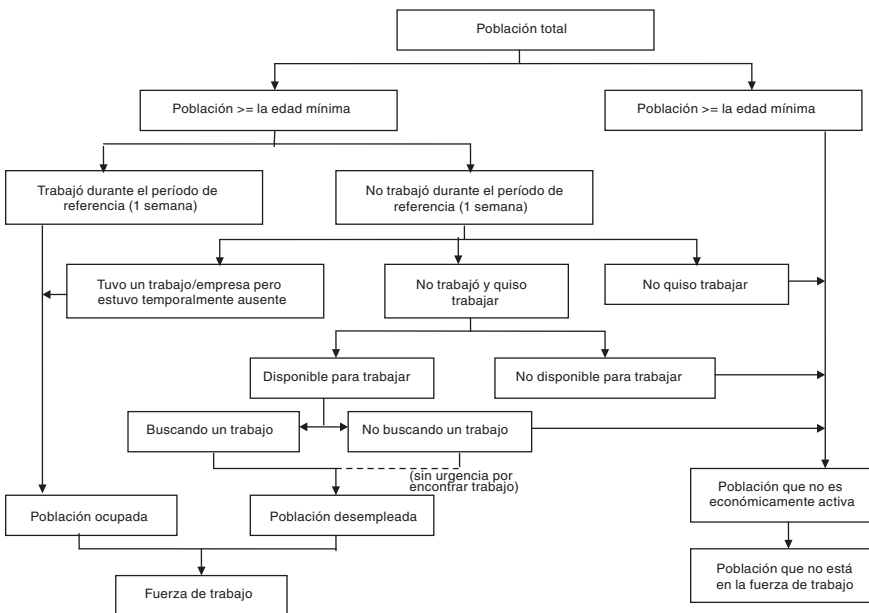 Población total
Población >= la edad mínima
Población >= la edad mínima
Trabajó durante el período de
referencia (1 semana)
No trabajó durante el período de
referencia (1 semana)
Tuvo un trabajo/empresa pero
estuvo temporalmente ausente
No trabajó y quiso
trabajar
No quiso trabajar
Disponible para trabajar
No disponible para trabajar
Buscando un trabajo
No buscando un trabajo
(sin urgencia por
encontrar trabajo)
Población ocupada
Población desempleada
Población que no es
económicamente activa
Fuerza de trabajo
Población que no está
en la fuerza de trabajo